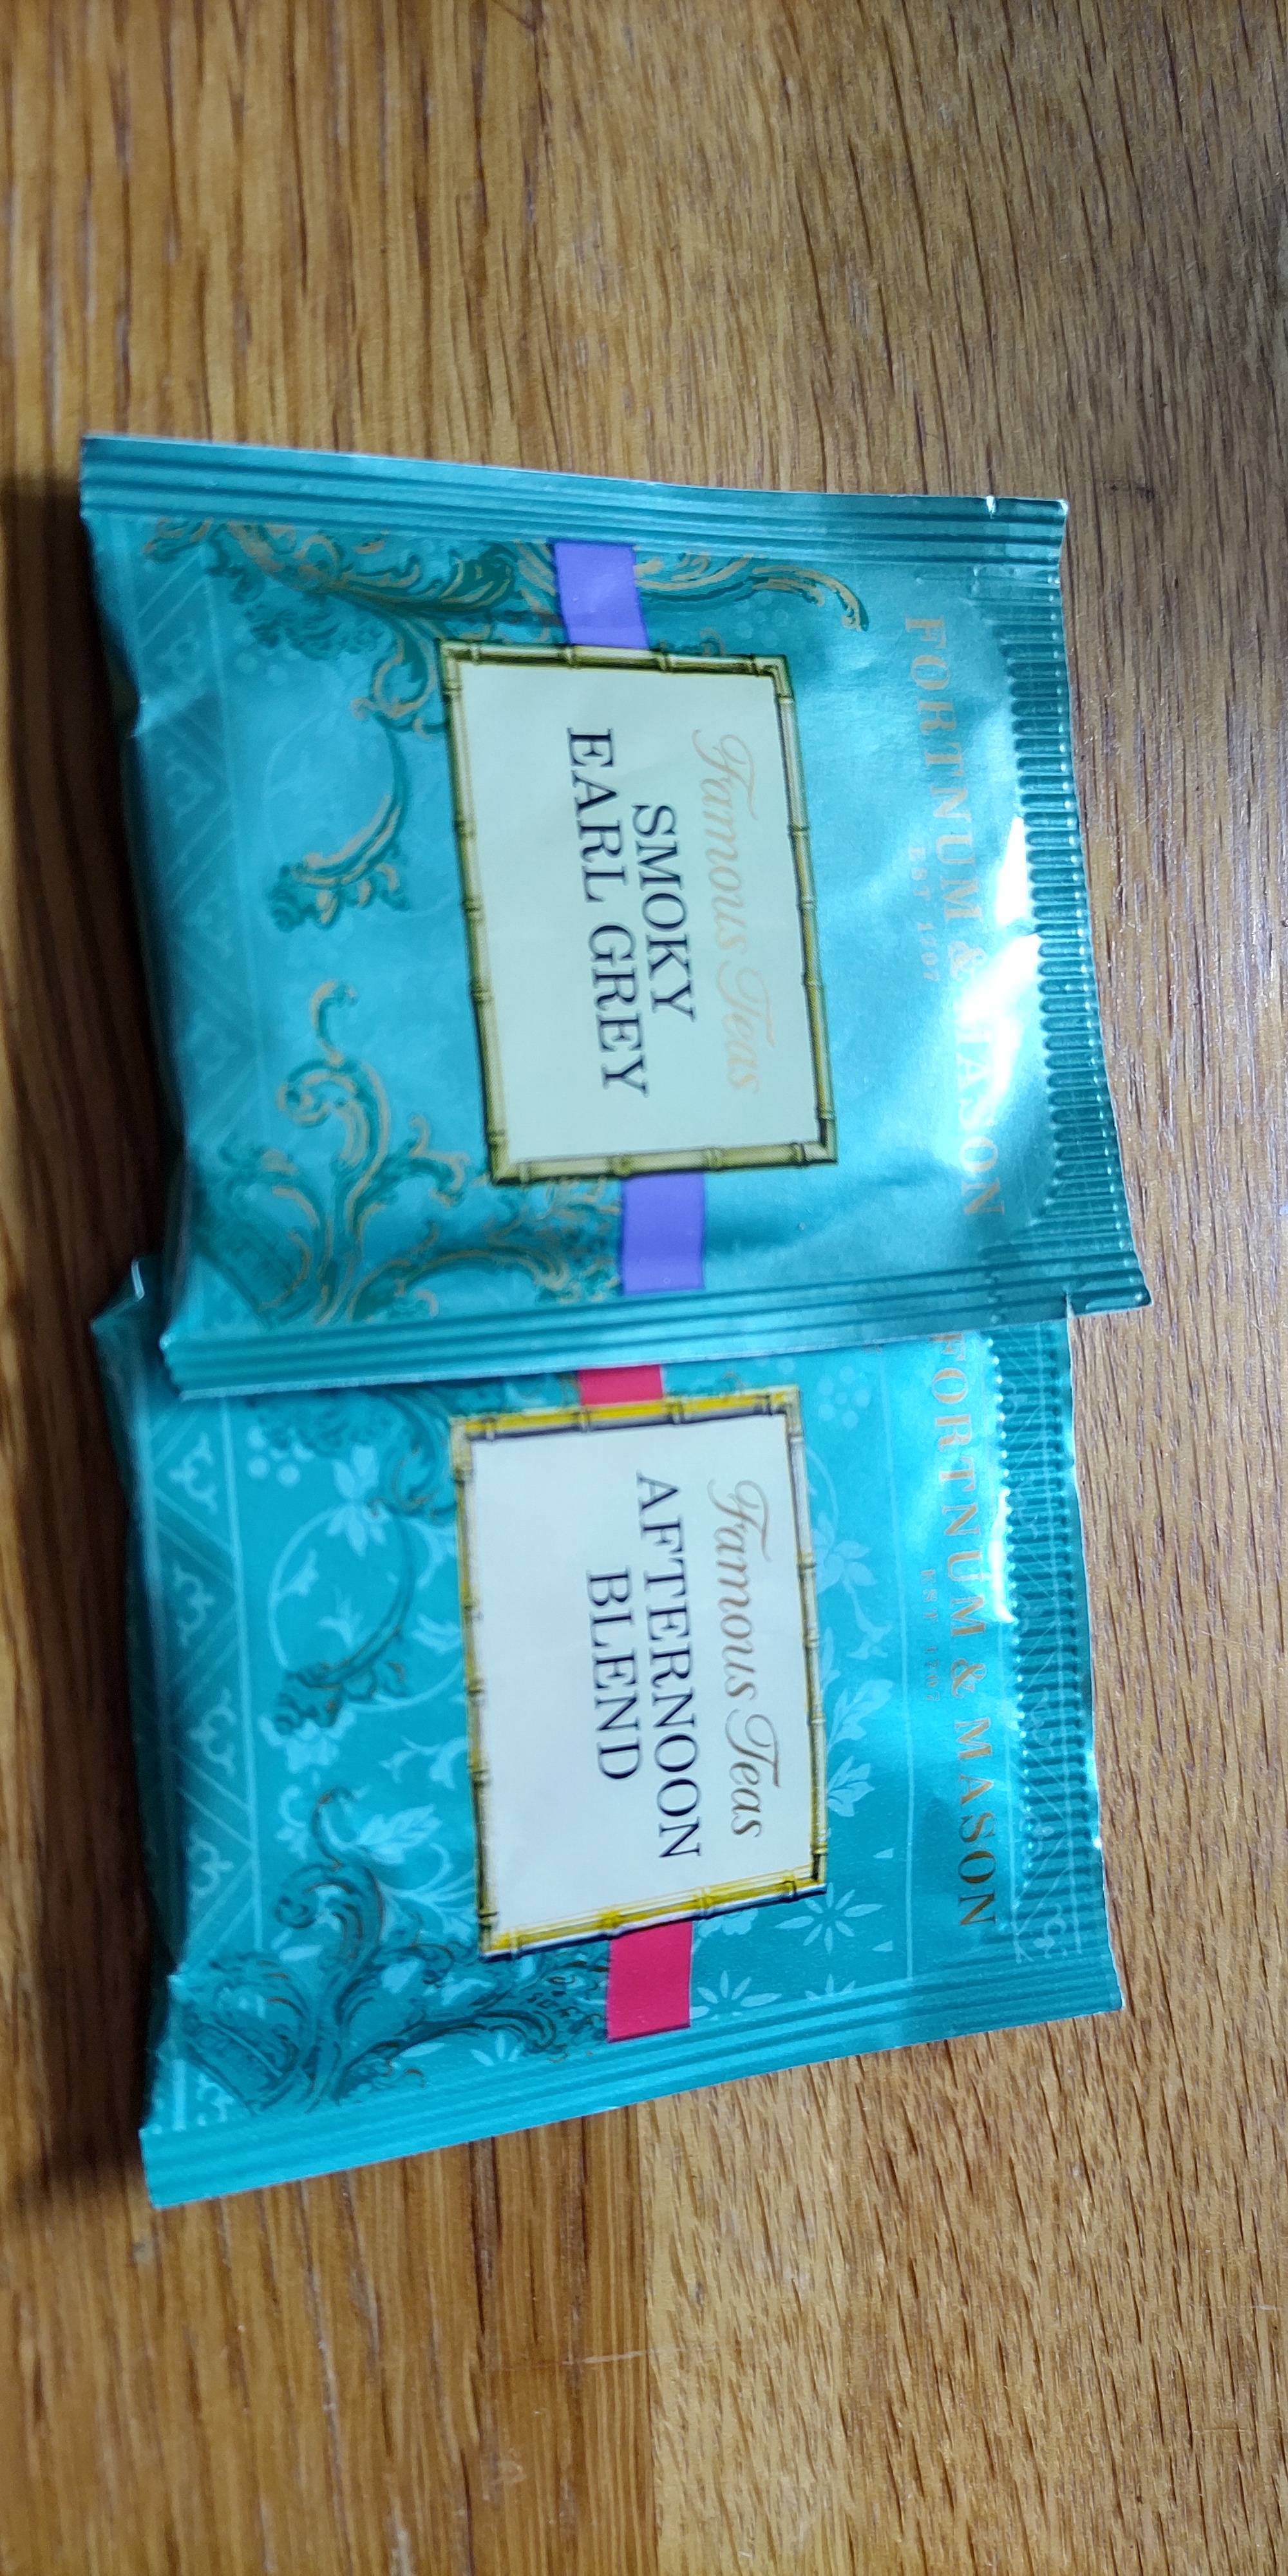 FORTNUM & MASON
EST 1707
Famous Teas
SMOKY
EARL GREY
FORTNUM & MASON
EST 1707
Famous Teas
AFTERNOON
BLEND